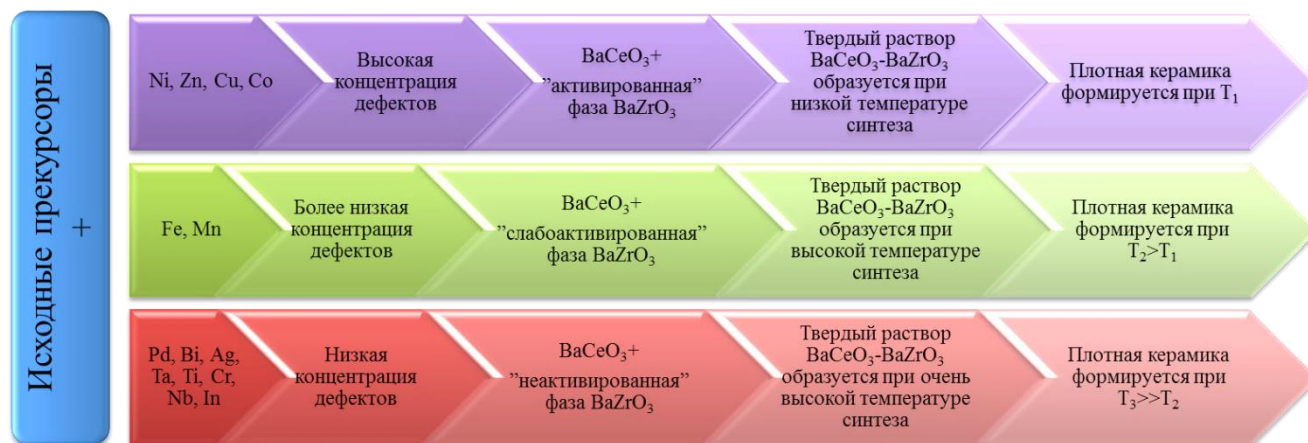 Исходные прекурсоры
+
Ni, Zn, Cu, Co
Высокая
концентрация
дефектов
BaCeO₃+
”активированная”
фаза BaZrO₃
Твердый раствор
BaCeO₃-BaZrO₃
образуется при
низкой температуре
синтеза
Плотная керамика
формируется при T₁
Fe, Mn
Более низкая
концентрация
дефектов
BaCeO₃+
”слабоактивированная”
фаза BaZrO₃
Твердый раствор
BaCeO₃-BaZrO₃
образуется при
высокой температуре
синтеза
Плотная керамика
формируется при
T₂>T₁
Pd, Bi, Ag,
Ta, Ti, Cr,
Nb, In
Низкая
концентрация
дефектов
BaCeO₃+
”неактивированная”
фаза BaZrO₃
Твердый раствор
BaCeO₃-BaZrO₃
образуется при очень
высокой температуре
синтеза
Плотная керамика
формируется при
T₃>>T₂